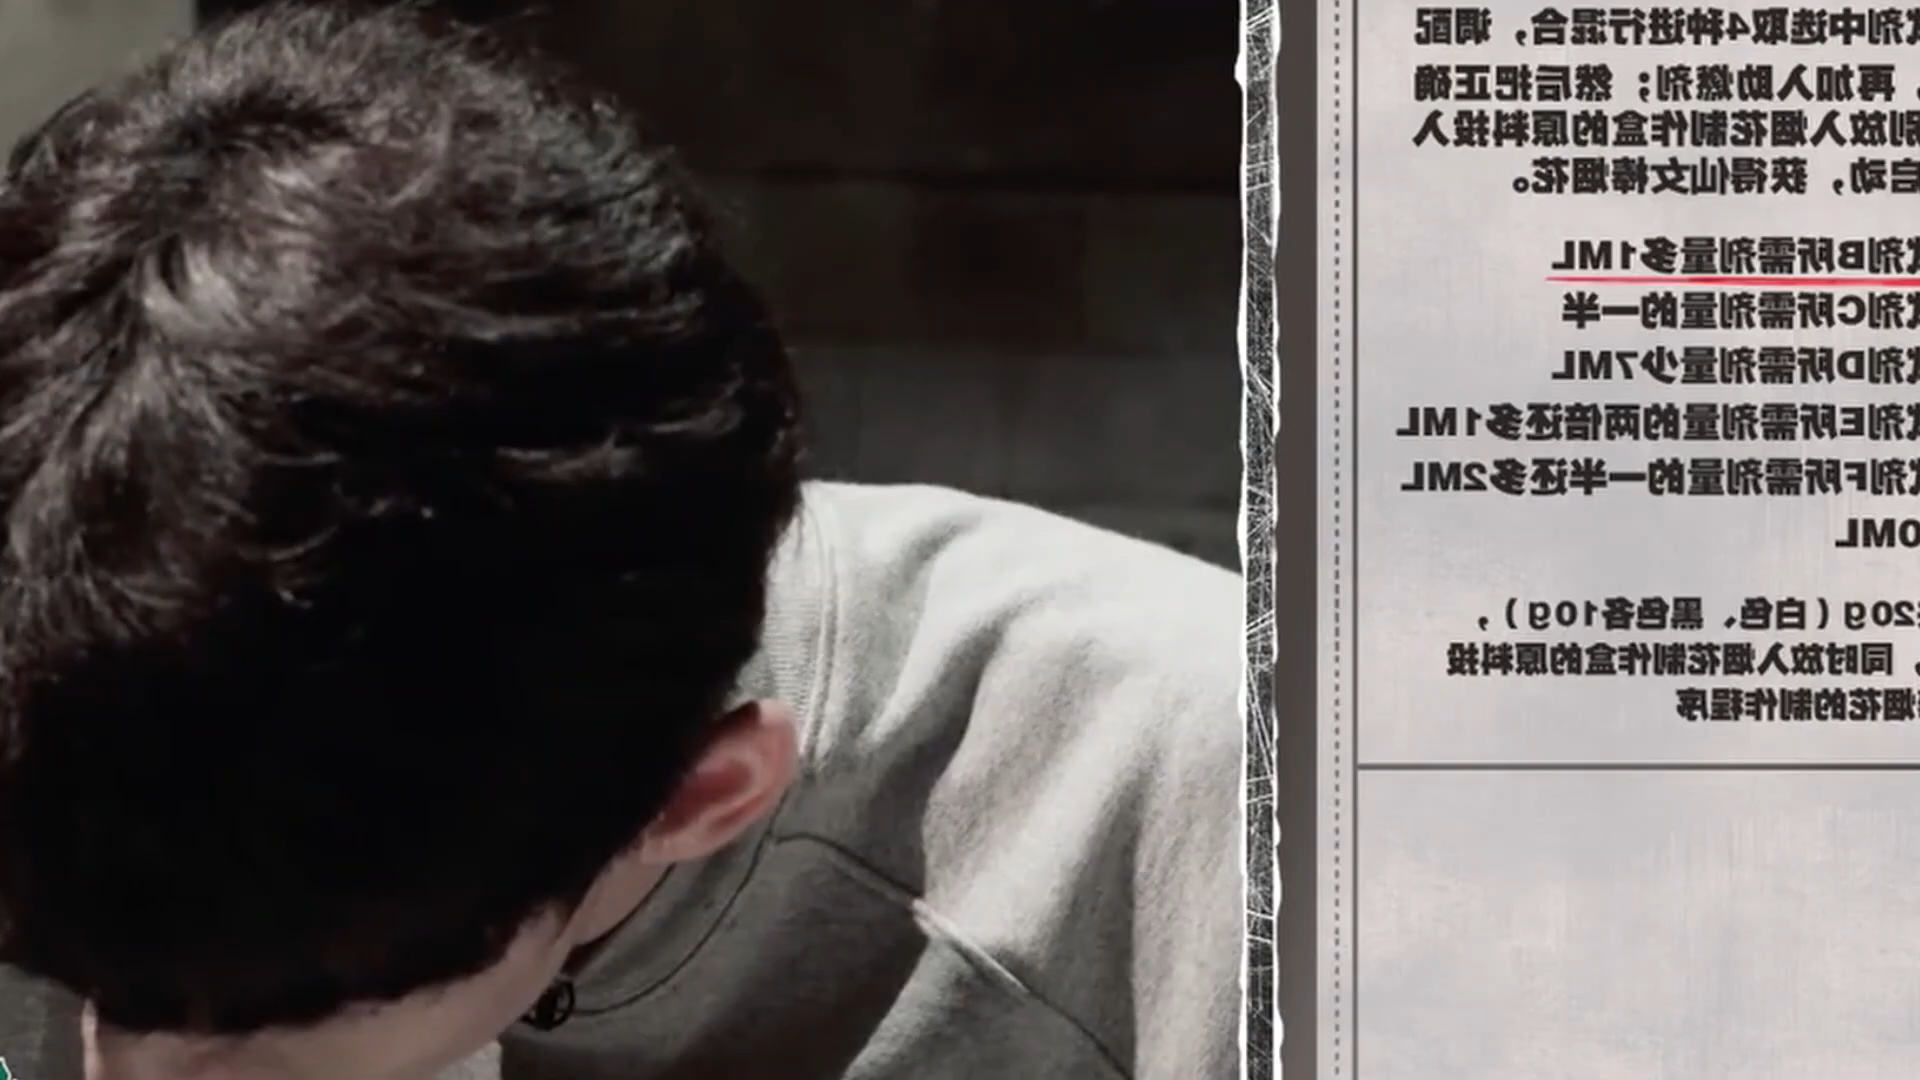 试剂中选取4种进行混合，调配
，再加入助燃剂；然后把正确
别放入烟花制作盒的原料投入
启动，获得仙女棒烟花。
试剂B所需剂量多1ML
试剂C所需剂量的一半
试剂D所需剂量少7ML
试剂E所需剂量的两倍还多1ML
试剂F所需剂量的一半还多2ML
0ML
20g（白色、黑色各10g），
，同时放入烟花制作盒的原料投
烟花的制作程序